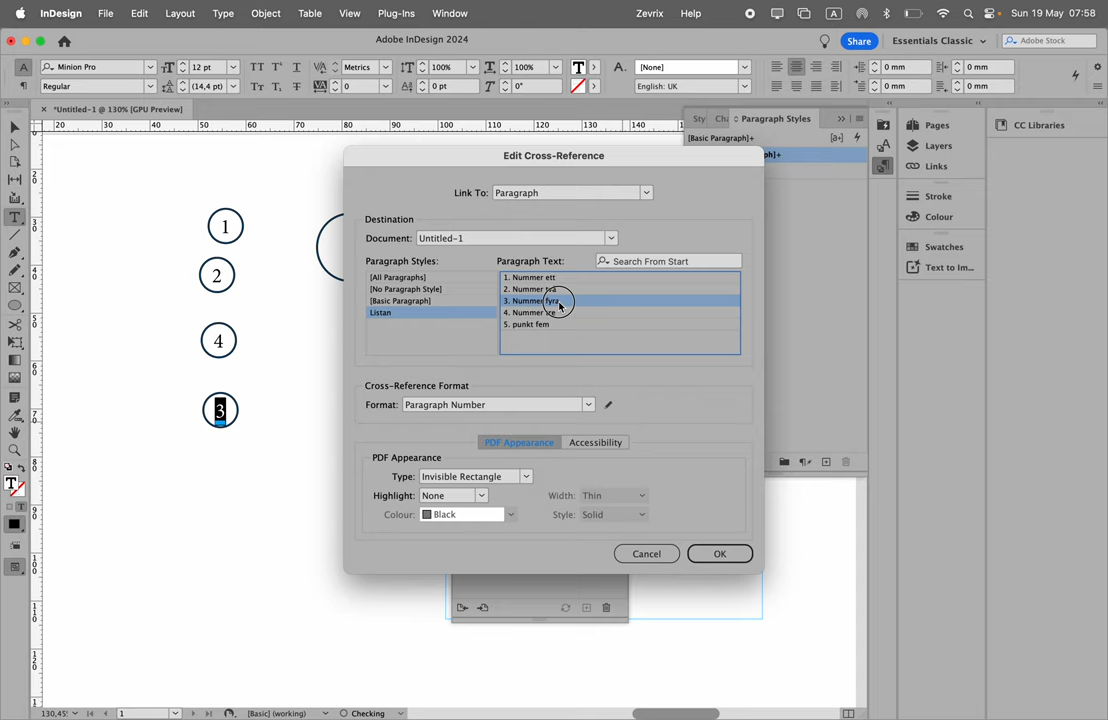 InDesign File Edit Layout Type Object Table View Plug-Ins Window Zevrix Help A Sun 19 May 07:58
Adobe InDesign 2024 Share Essentials Classic Adobe Stock
A Minion Pro 12 pt Metrics 100% 100% T A. [None] 0 mm 0 mm
Regular (14,4 pt) 0 0 pt 0° English: UK 0 mm 0 mm
*Untitled-1 @ 130% [GPU Preview] Sty Cha Paragraph Styles
20 30 40 50 60 70 80 90 100 110 120 130 140
[Basic Paragraph]+ [a+]
ph]+
Pages
Layers
Links
Stroke
Colour
Swatches
Text to Im...
CC Libraries
1
2
4
3
Edit Cross-Reference
Link To: Paragraph
Destination
Document: Untitled-1
Paragraph Styles: Paragraph Text: Search From Start
[All Paragraphs]
[No Paragraph Style]
[Basic Paragraph]
Listan
1. Nummer ett
2. Nummer
3. Nummer fyra
4. Nummer
5. punkt fem
Cross-Reference Format
Format: Paragraph Number
PDF Appearance Accessibility
PDF Appearance
Type: Invisible Rectangle
Highlight: None Width: Thin
Colour: Black Style: Solid
Cancel OK
130,45% 1 [Basic] (working) Checking